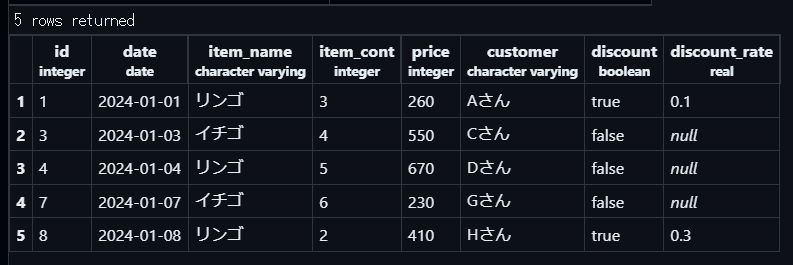 5 rows returned
id date item_name item_cont price customer discount discount_rate
integer date character varying integer integer character varying boolean real
1 1 2024-01-01 リンゴ 3 260 Aさん true 0.1
2 3 2024-01-03 イチゴ 4 550 Cさん false null
3 4 2024-01-04 リンゴ 5 670 Dさん false null
4 7 2024-01-07 イチゴ 6 230 Gさん false null
5 8 2024-01-08 リンゴ 2 410 Hさん true 0.3